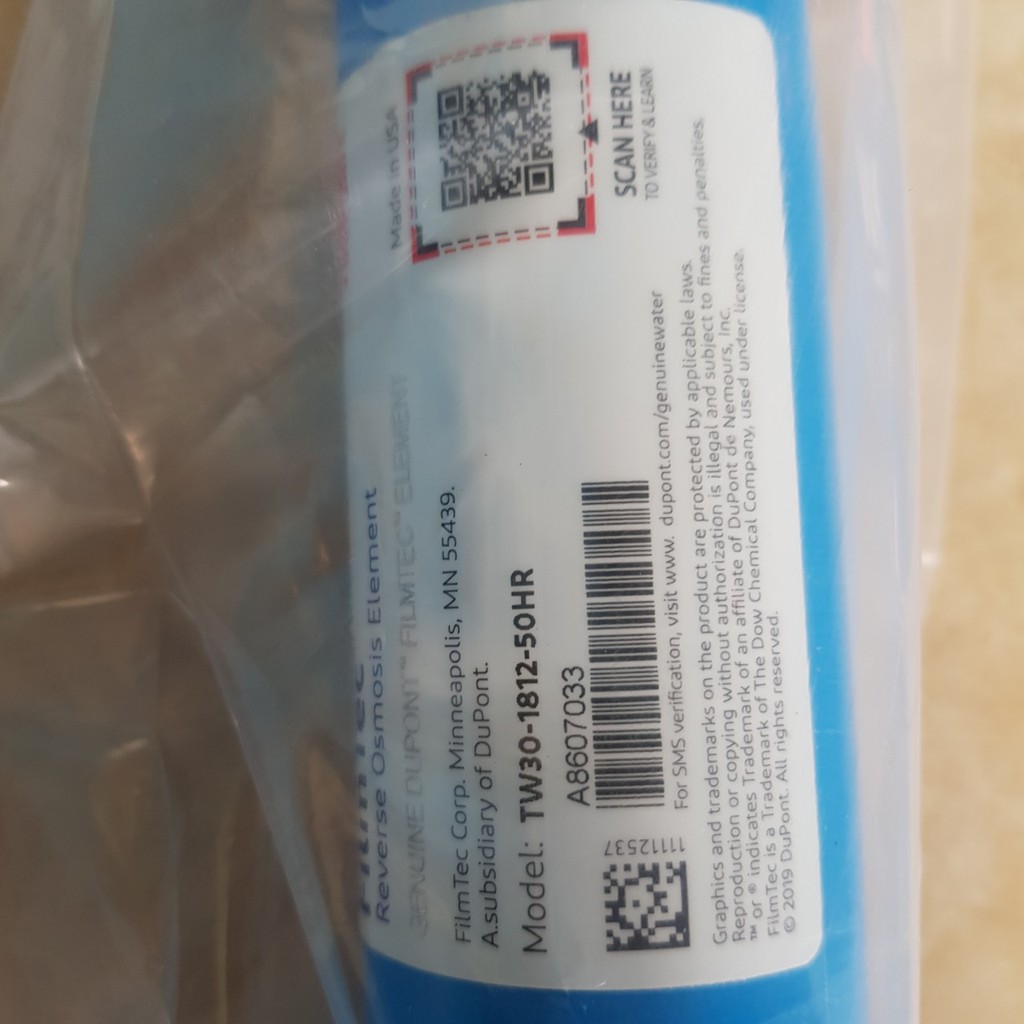 FilmTec
Reverse Osmosis Element
GENUINE DUPONT™ FILMTEC™ ELEMENT
Made in USA
FilmTec Corp. Minneapolis, MN 55439.
A.subsidiary of DuPont.
Model: TW30-1812-50HR
A8607033
11112537
SCAN HERE
TO VERIFY & LEARN
For SMS verification, visit www. dupont.com/genuinewater
Graphics and trademarks on the product are protected by applicable laws.
Reproduction or copying without authorization is illegal and subject to fines and penalties.
™ or ® indicates Trademark of an affiliate of DuPont de Nemours, Inc.
FilmTec is a Trademark of The Dow Chemical Company, used under license.
© 2019 DuPont. All rights reserved.